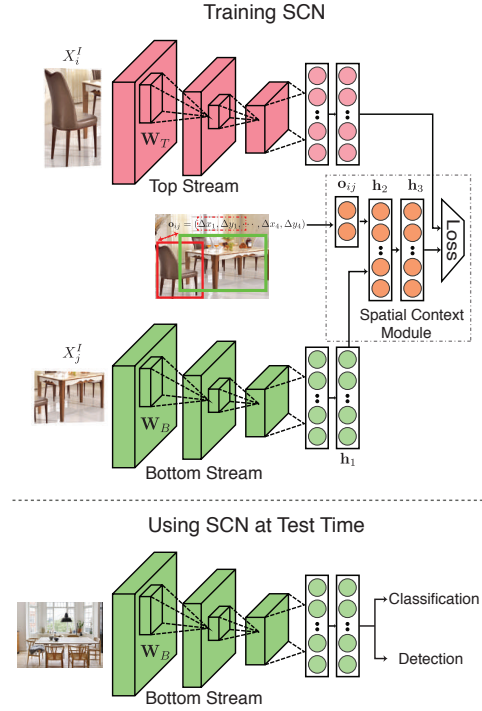 Training SCN
X_i^I
W_T
Top Stream
o_ij = (Δx_1, Δy_1, ··· , Δx_4, Δy_4)
o_ij
h_2
h_3
Loss
Spatial Context
Module
X_j^I
W_B
Bottom Stream
h_1
Using SCN at Test Time
W_B
Classification
Detection
Bottom Stream